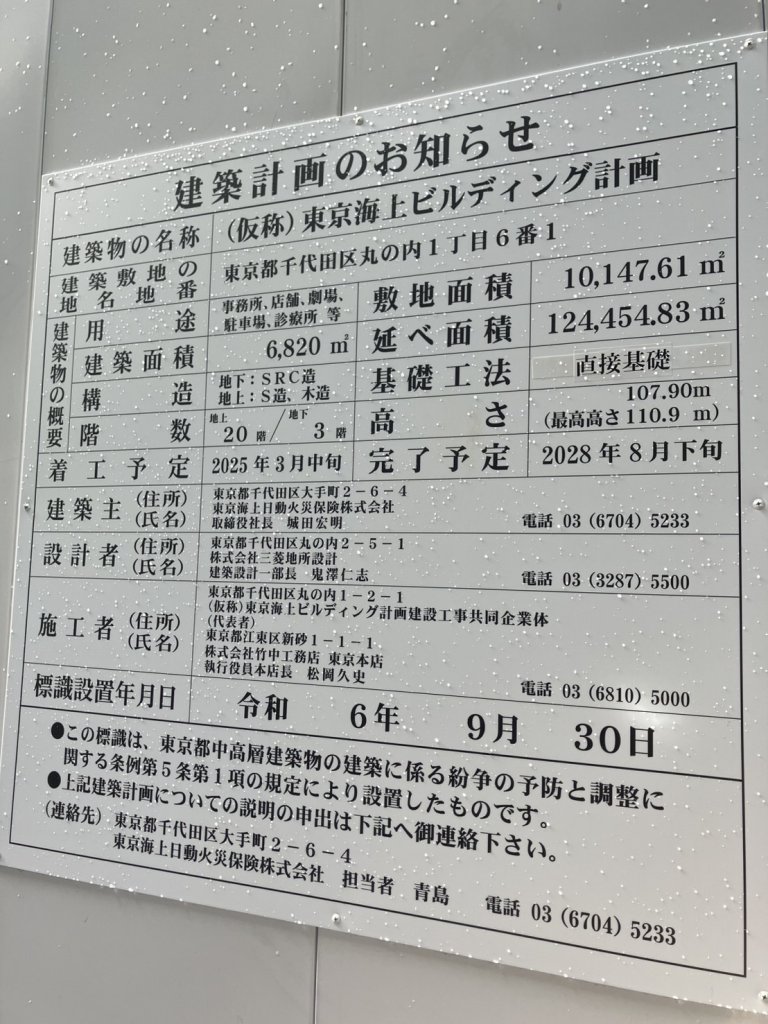 建築計画のお知らせ
建築物の名称 (仮称)東京海上ビルディング計画
建築敷地の地名地番 東京都千代田区丸の内1丁目6番1
建築物の概要
用途 事務所、店舗、劇場、駐車場、診療所 等 敷地面積 10,147.61 ㎡
建築面積 6,820 ㎡ 延べ面積 124,454.83 ㎡
構造 地下：SRC造 地上：S造、木造 基礎工法 直接基礎
階数 地上 20 階 / 地下 3 階 高さ 107.90m (最高高さ110.9 m)
着工予定 2025年3月中旬 完了予定 2028年8月下旬
建築主 (住所) (氏名)
東京都千代田区大手町2-6-4
東京海上日動火災保険株式会社
取締役社長 城田宏明 電話 03 (6704) 5233
設計者 (住所) (氏名)
東京都千代田区丸の内2-5-1
株式会社三菱地所設計
建築設計一部長 鬼澤仁志 電話 03 (3287) 5500
施工者 (住所) (氏名)
東京都千代田区丸の内1-2-1
(仮称)東京海上ビルディング計画建設工事共同企業体
(代表者)
東京都江東区新砂1-1-1
株式会社竹中工務店 東京本店
執行役員本店長 松岡久史 電話 03 (6810) 5000
標識設置年月日 令和 6年 9月 30日
●この標識は、東京都中高層建築物の建築に係る紛争の予防と調整に
関する条例第5条第1項の規定により設置したものです。
●上記建築計画についての説明の申出は下記へ御連絡下さい。
(連絡先) 東京都千代田区大手町2-6-4
東京海上日動火災保険株式会社 担当者 青島 電話 03 (6704) 5233